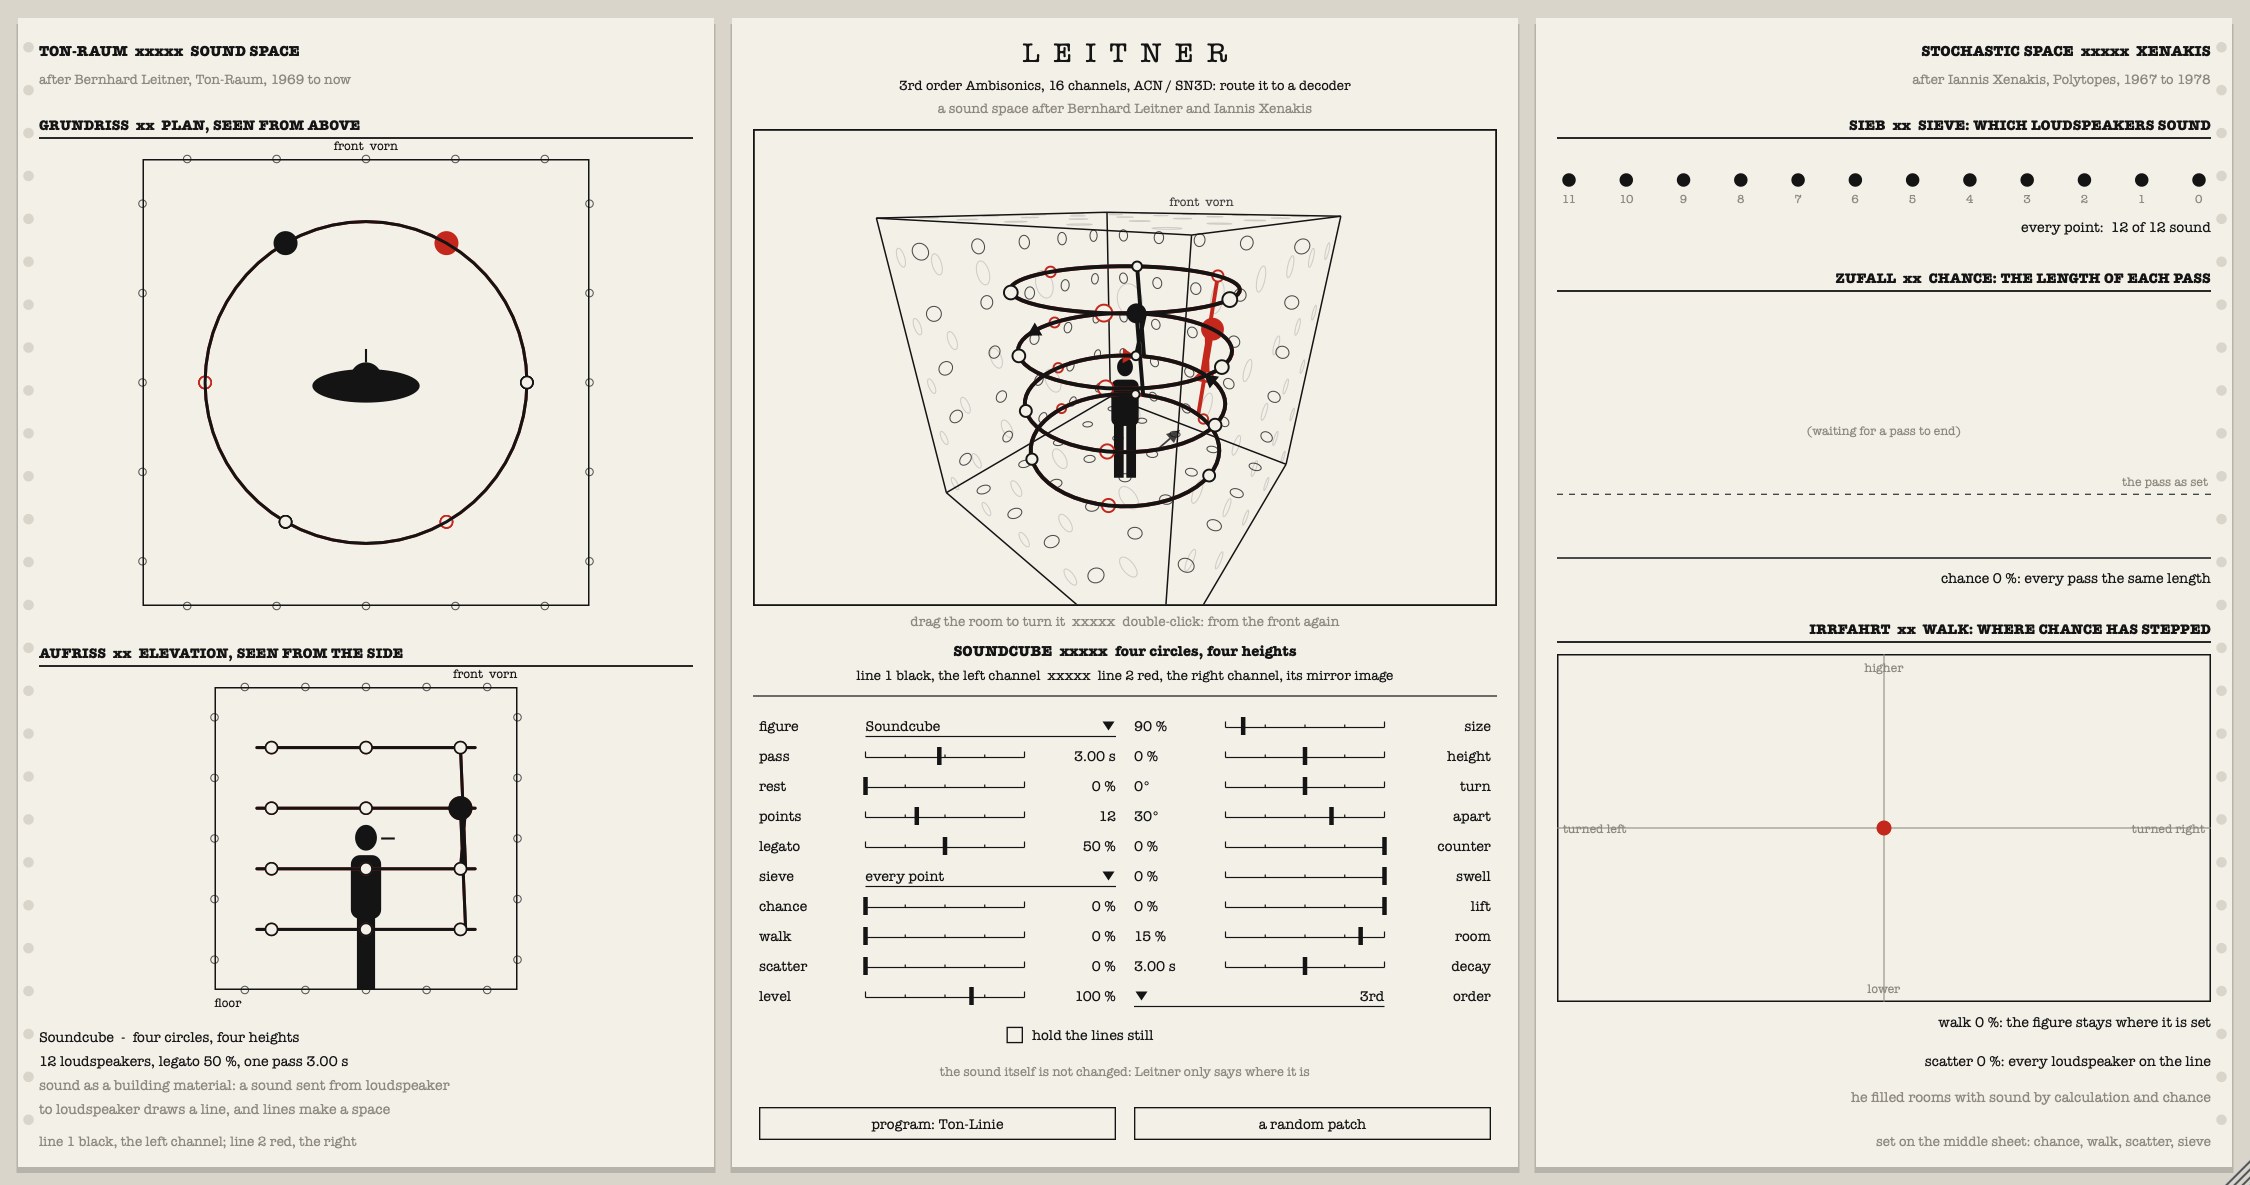 TON-RAUM xxxxx SOUND SPACE
after Bernhard Leitner, Ton-Raum, 1969 to now
GRUNDRISS xx PLAN, SEEN FROM ABOVE
front vorn
AUFRISS xx ELEVATION, SEEN FROM THE SIDE
front vorn
floor
Soundcube - four circles, four heights
12 loudspeakers, legato 50 %, one pass 3.00 s
sound as a building material: a sound sent from loudspeaker
to loudspeaker draws a line, and lines make a space
line 1 black, the left channel; line 2 red, the right
LEITNER
3rd order Ambisonics, 16 channels, ACN / SN3D: route it to a decoder
a sound space after Bernhard Leitner and Iannis Xenakis
front vorn
drag the room to turn it xxxxx double-click: from the front again
SOUNDCUBE xxxxx four circles, four heights
line 1 black, the left channel xxxxx line 2 red, the right channel, its mirror image
figure Soundcube 90 % size
pass 3.00 s 0 % height
rest 0 % 0° turn
points 12 30° apart
legato 50 % 0 % counter
sieve every point 0 % swell
chance 0 % 0 % lift
walk 0 % 15 % room
scatter 0 % 3.00 s decay
level 100 % 3rd order
hold the lines still
the sound itself is not changed: Leitner only says where it is
program: Ton-Linie a random patch
STOCHASTIC SPACE xxxxx XENAKIS
after Iannis Xenakis, Polytopes, 1967 to 1978
SIEB xx SIEVE: WHICH LOUDSPEAKERS SOUND
11 10 9 8 7 6 5 4 3 2 1 0
every point: 12 of 12 sound
ZUFALL xx CHANCE: THE LENGTH OF EACH PASS
(waiting for a pass to end)
the pass as set
chance 0 %: every pass the same length
IRRFAHRT xx WALK: WHERE CHANCE HAS STEPPED
higher
turned left turned right
lower
walk 0 %: the figure stays where it is set
scatter 0 %: every loudspeaker on the line
he filled rooms with sound by calculation and chance
set on the middle sheet: chance, walk, scatter, sieve